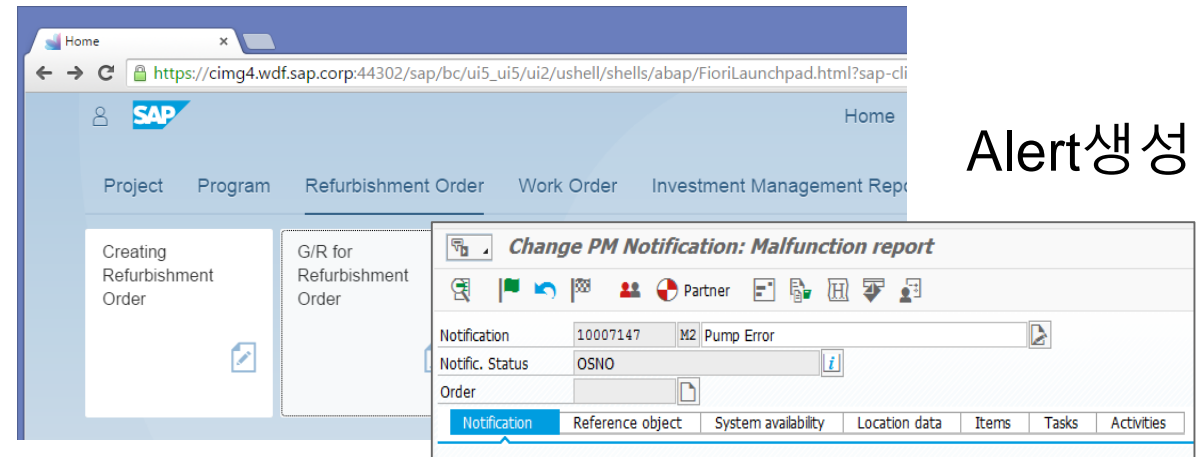 Home
https://cimg4.wdf.sap.corp:44302/sap/bc/ui5_ui5/ui2/ushell/shells/abap/FioriLaunchpad.html?sap-cli
SAP
Home
Alert생성
Project Program Refurbishment Order Work Order Investment Management Repo
Creating
Refurbishment
Order
G/R for
Refurbishment
Order
Change PM Notification: Malfunction report
Partner
Notification 10007147 M2 Pump Error
Notific. Status OSNO
Order
Notification Reference object System availability Location data Items Tasks Activities